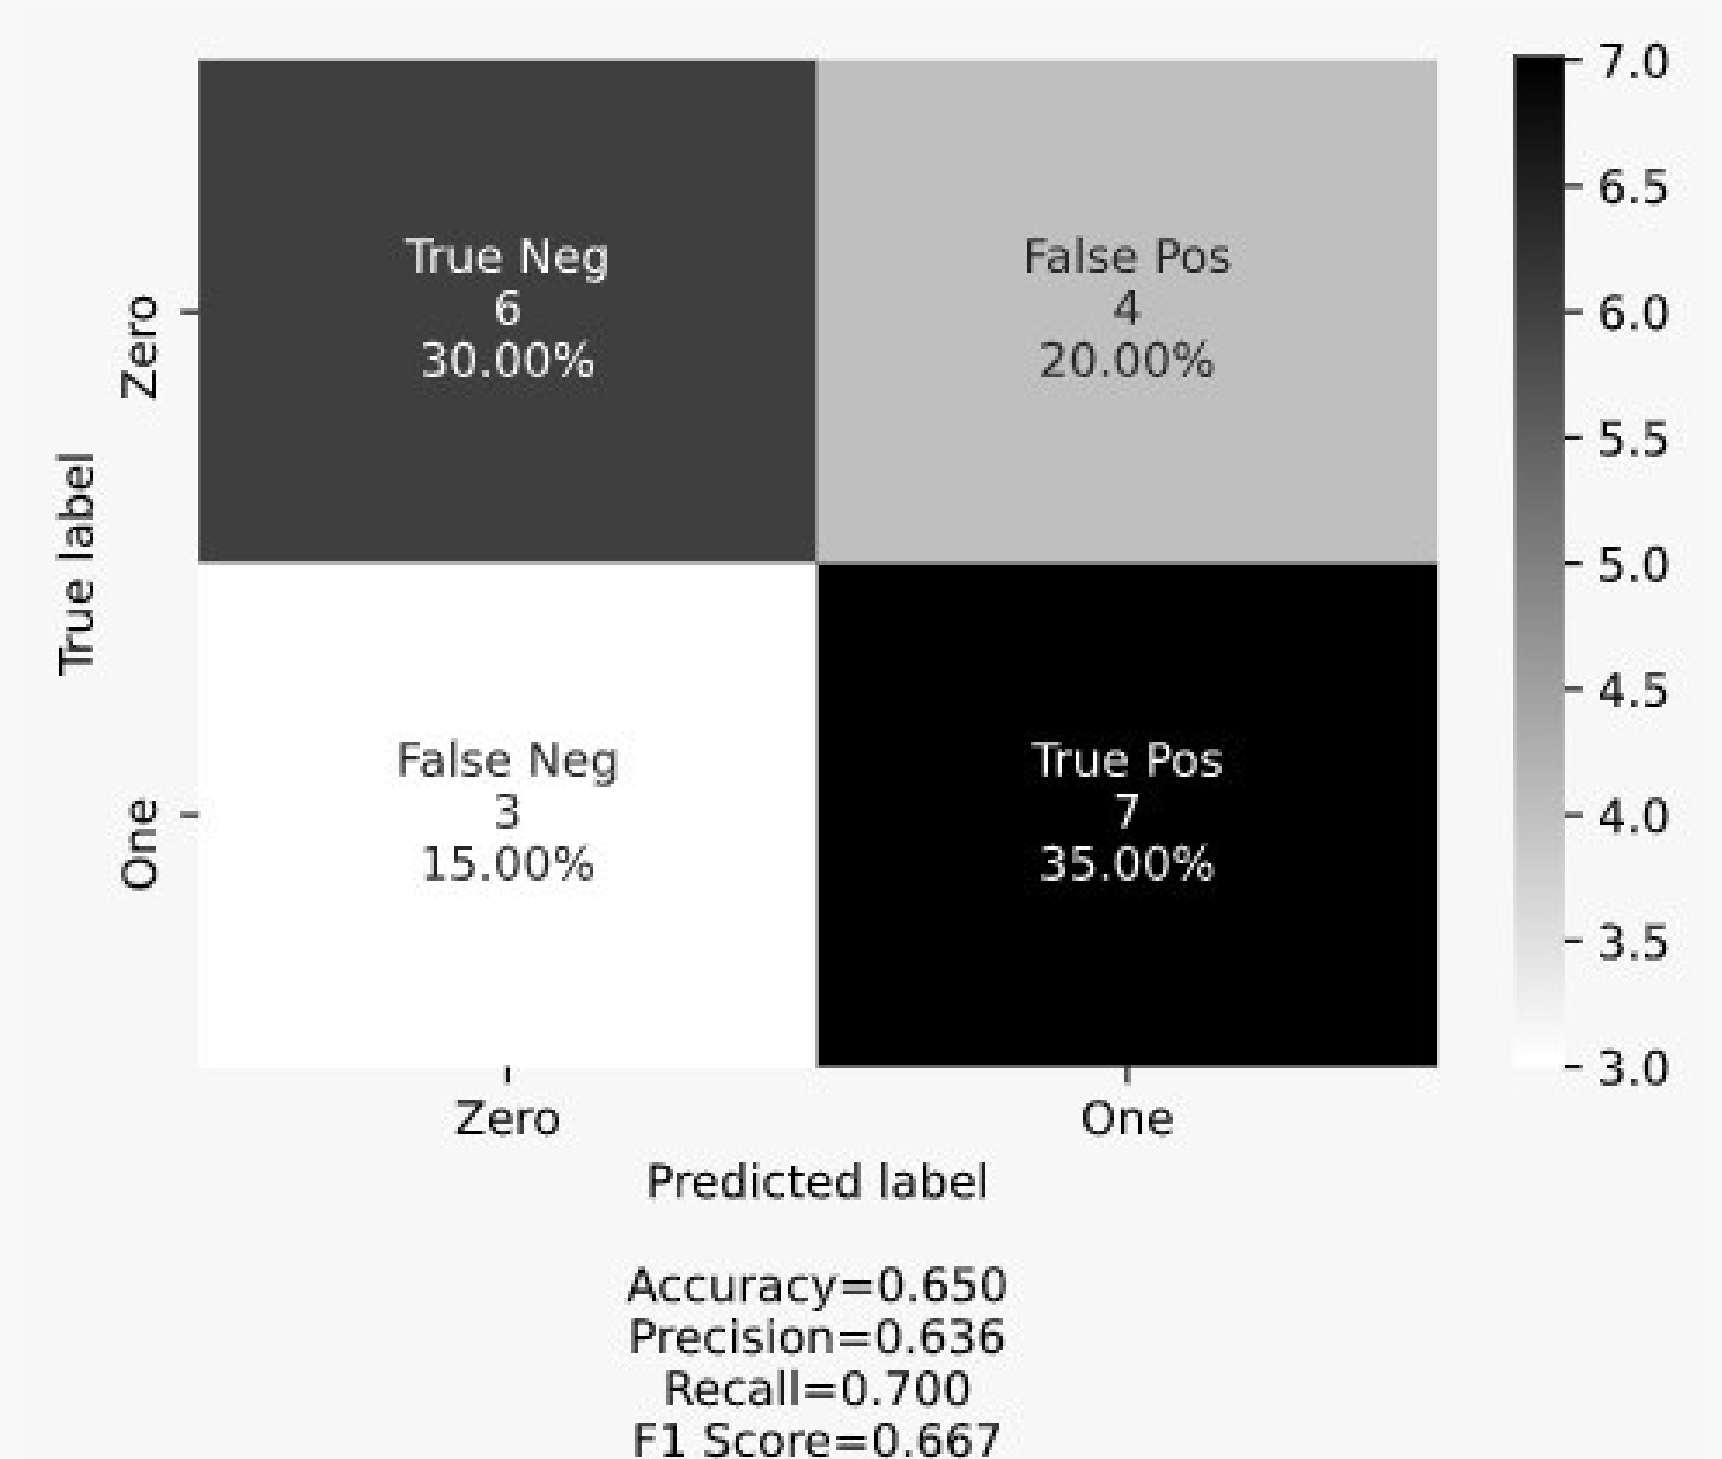 True Neg
6
30.00%
False Pos
4
20.00%
False Neg
3
15.00%
True Pos
7
35.00%
True label
Zero
One
Zero
One
Predicted label
7.0
6.5
6.0
5.5
5.0
4.5
4.0
3.5
3.0
Accuracy=0.650
Precision=0.636
Recall=0.700
F1 Score=0.667